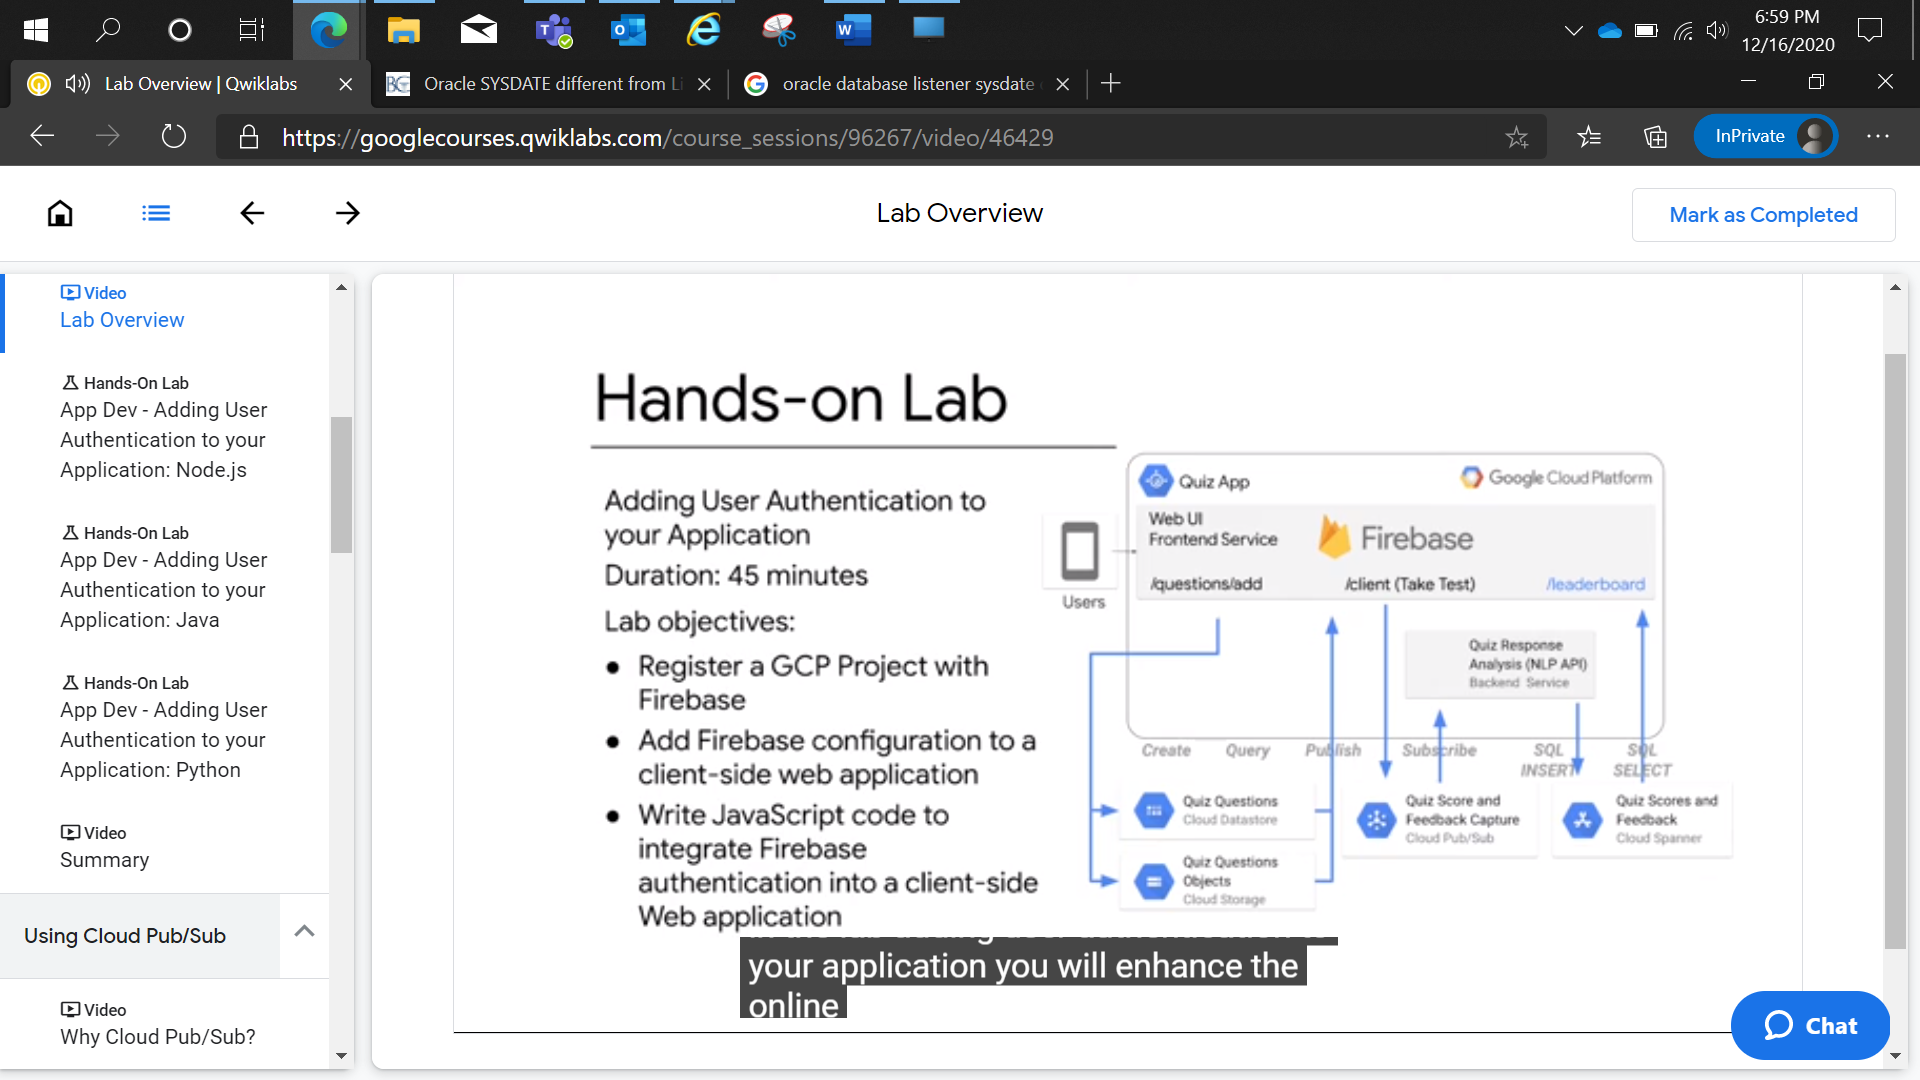 6:59 PM
12/16/2020
Lab Overview | Qwiklabs
Oracle SYSDATE different from Li
oracle database listener sysdate
https://googlecourses.qwiklabs.com/course_sessions/96267/video/46429
InPrivate
Lab Overview
Mark as Completed
Video
Lab Overview
Hands-On Lab
App Dev - Adding User
Authentication to your
Application: Node.js
Hands-On Lab
App Dev - Adding User
Authentication to your
Application: Java
Hands-On Lab
App Dev - Adding User
Authentication to your
Application: Python
Video
Summary
Using Cloud Pub/Sub
Video
Why Cloud Pub/Sub?
Hands-on Lab
Adding User Authentication to
your Application
Duration: 45 minutes
Lab objectives:
● Register a GCP Project with
Firebase
● Add Firebase configuration to a
client-side web application
● Write JavaScript code to
integrate Firebase
authentication into a client-side
Web application
Users
Quiz App
Google Cloud Platform
Web UI
Frontend Service
Firebase
/questions/add
/client (Take Test)
/leaderboard
Quiz Response
Analysis (NLP API)
Backend Service
Create
Query
Publish
Subscribe
SQL
INSERT
SQL
SELECT
Quiz Questions
Cloud Datastore
Quiz Questions
Objects
Cloud Storage
Quiz Score and
Feedback Capture
Cloud Pub/Sub
Quiz Scores and
Feedback
Cloud Spanner
your application you will enhance the
online
Chat